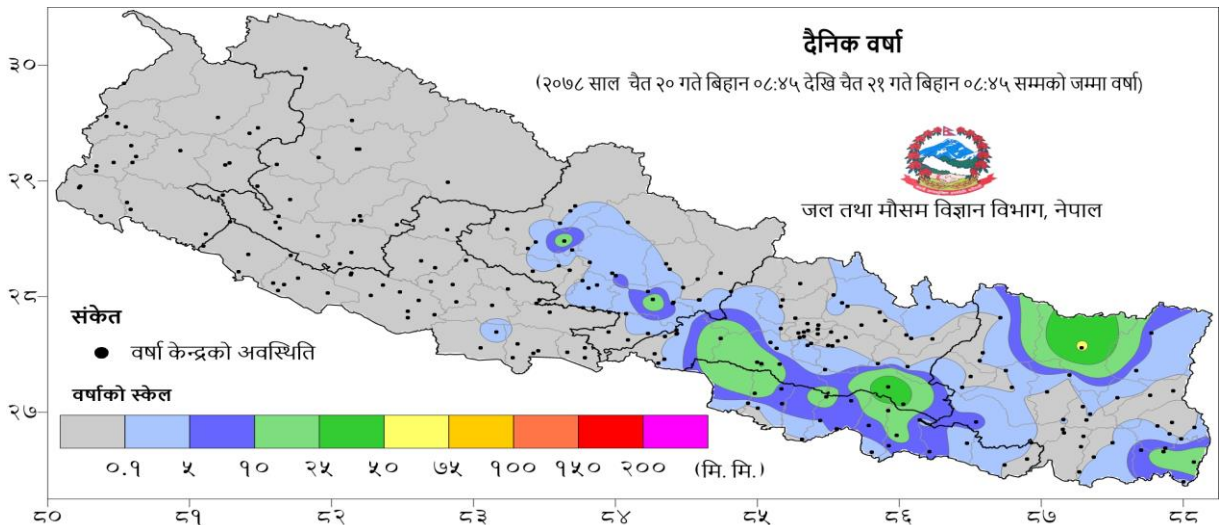 दैनिक वर्षा
(२०७८ साल चैत २० गते बिहान ०८:४५ देखि चैत २१ गते बिहान ०८:४५ सम्मको जम्मा वर्षा)
जल तथा मौसम विज्ञान विभाग, नेपाल
३०
२९
२८
२७
संकेत
वर्षा केन्द्रको अवस्थिति
वर्षाको स्केल
०.१ ५ १० २५ ५० ७५ १०० १५० २०० (मि. मि.)
८० ८१ ८२ ८३ ८४ ८५ ८६ ८७ ८८